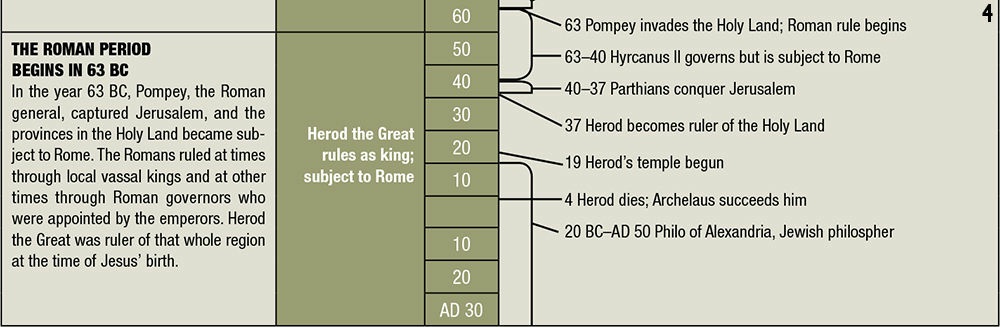 4
THE ROMAN PERIOD
BEGINS IN 63 BC
In the year 63 BC, Pompey, the Roman
general, captured Jerusalem, and the
provinces in the Holy Land became sub-
ject to Rome. The Romans ruled at times
through local vassal kings and at other
times through Roman governors who
were appointed by the emperors. Herod
the Great was ruler of that whole region
at the time of Jesus’ birth.
Herod the Great
rules as king;
subject to Rome
60
50
40
30
20
10
10
20
AD 30
63 Pompey invades the Holy Land; Roman rule begins
63–40 Hyrcanus II governs but is subject to Rome
40–37 Parthians conquer Jerusalem
37 Herod becomes ruler of the Holy Land
19 Herod’s temple begun
4 Herod dies; Archelaus succeeds him
20 BC–AD 50 Philo of Alexandria, Jewish philospher